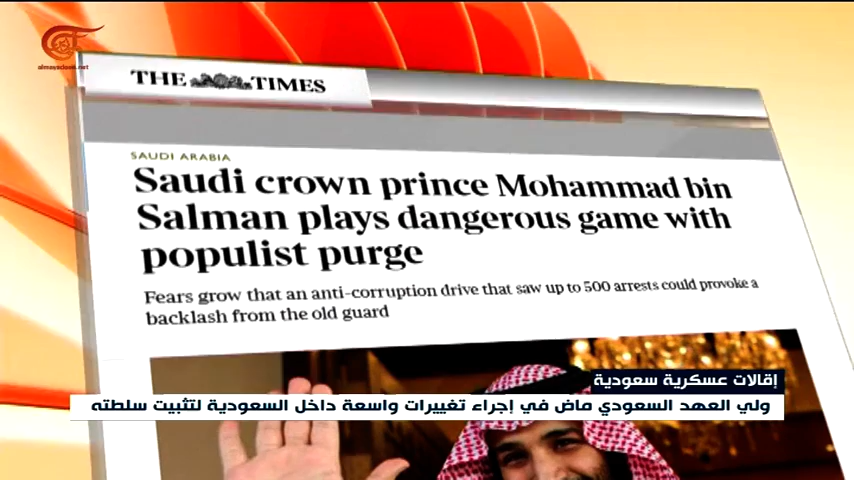 almayadeen.net
THE TIMES
SAUDI ARABIA
Saudi crown prince Mohammad bin
Salman plays dangerous game with
populist purge
Fears grow that an anti-corruption drive that saw up to 500 arrests could provoke a
backlash from the old guard
إقالات عسكرية سعودية
ولي العهد السعودي ماض في إجراء تغييرات واسعة داخل السعودية لتثبيت سلطته